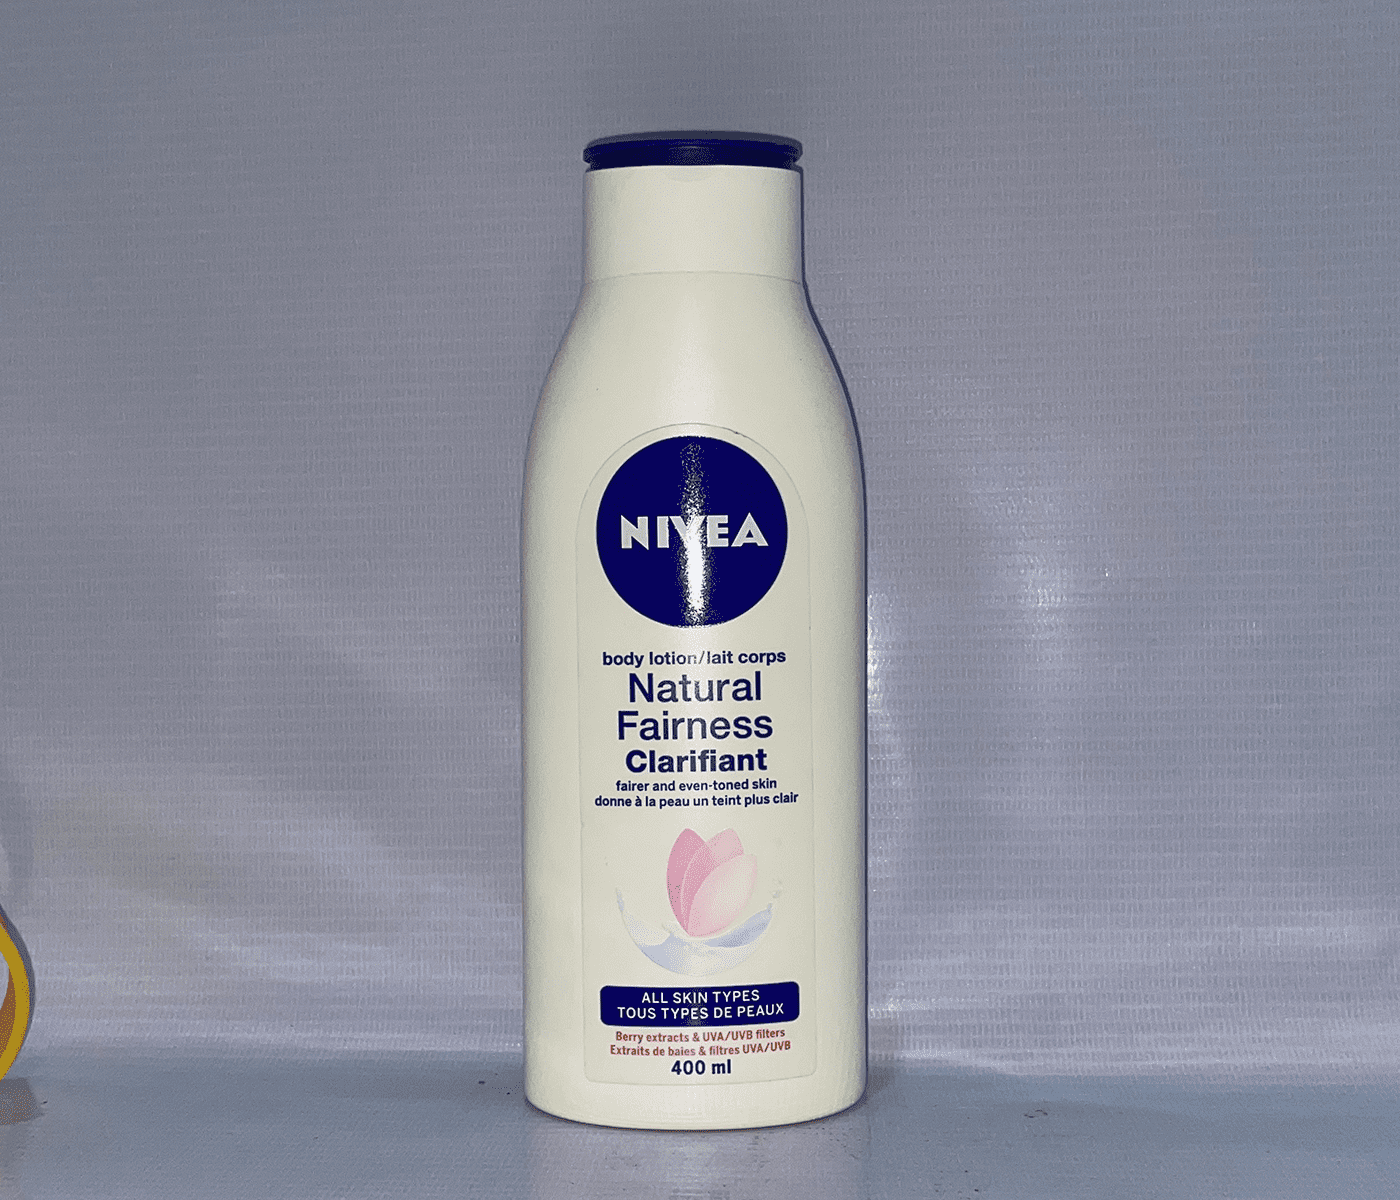 NIVEA
body lotion/lait corps
Natural
Fairness
Clarifiant
fairer and even-toned skin
donne à la peau un teint plus clair
ALL SKIN TYPES
TOUS TYPES DE PEAUX
Berry extracts & UVA/UVB filters
Extraits de baies & filtres UVA/UVB
400 ml